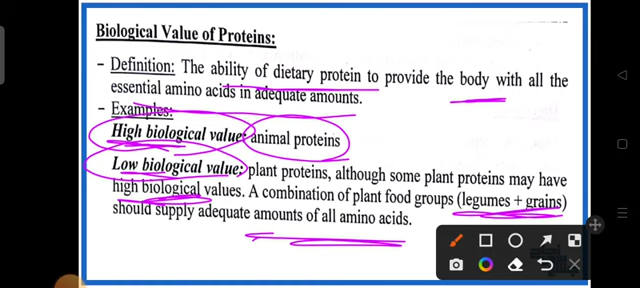 Biological Value of Proteins:
- Definition: The ability of dietary protein to provide the body with all the
essential amino acids in adequate amounts.
- Examples:
High biological value: animal proteins
Low biological value; plant proteins, although some plant proteins may have
high biological values. A combination of plant food groups (legumes + grains)
should supply adequate amounts of all amino acids.